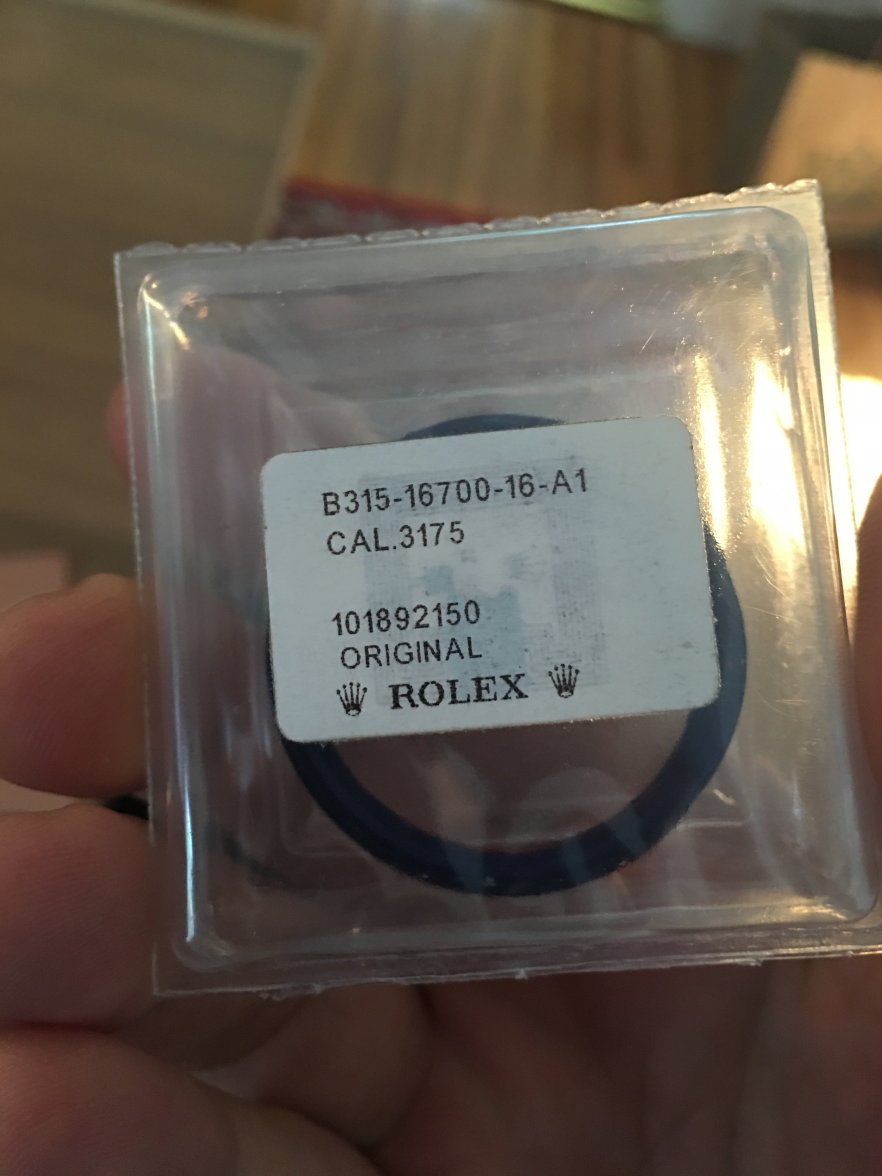 B315-16700-16-A1
CAL.3175
101892150
ORIGINAL
ROLEX